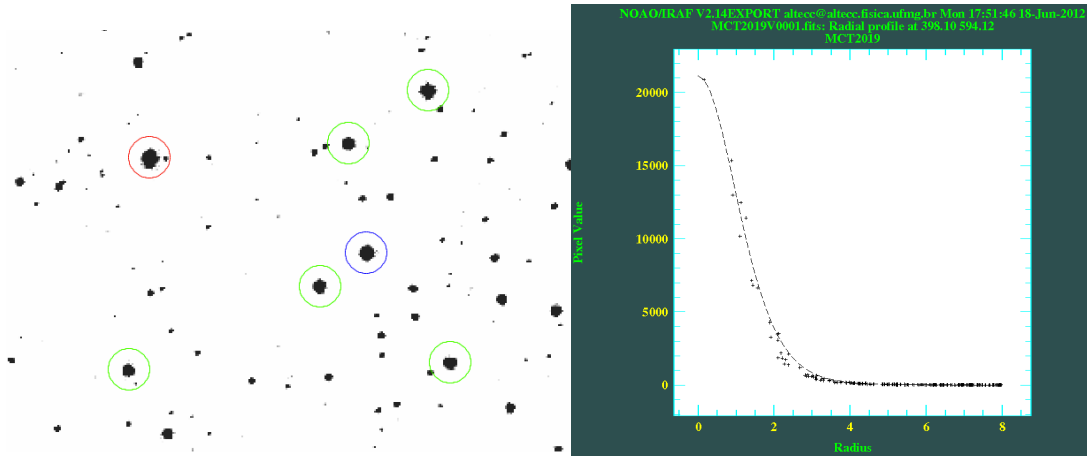 NOAO/IRAF V2.14EXPORT altecc@altecc.fisica.ufmg.br Mon 17:51:46 18-Jun-2012
MCT2019V0001.fits: Radial profile at 398.10 594.12
MCT2019
20000
15000
10000
5000
0
Pixel Value
0 2 4 6 8
Radius